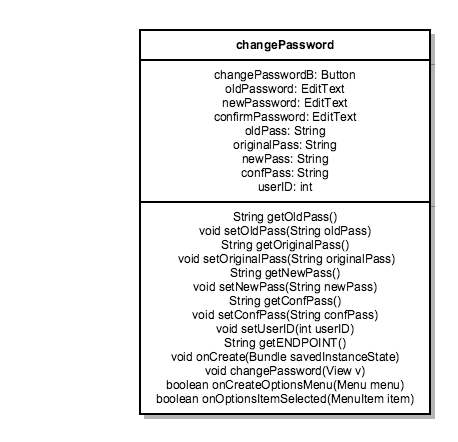 changePassword
changePasswordB: Button
oldPassword: EditText
newPassword: EditText
confirmPassword: EditText
oldPass: String
originalPass: String
newPass: String
confPass: String
userID: int
String getOldPass()
void setOldPass(String oldPass)
String getOriginalPass()
void setOriginalPass(String originalPass)
String getNewPass()
void setNewPass(String newPass)
String getConfPass()
void setConfPass(String confPass)
void setUserID(int userID)
String getENDPOINT()
void onCreate(Bundle savedInstanceState)
void changePassword(View v)
boolean onCreateOptionsMenu(Menu menu)
boolean onOptionsItemSelected(MenuItem item)